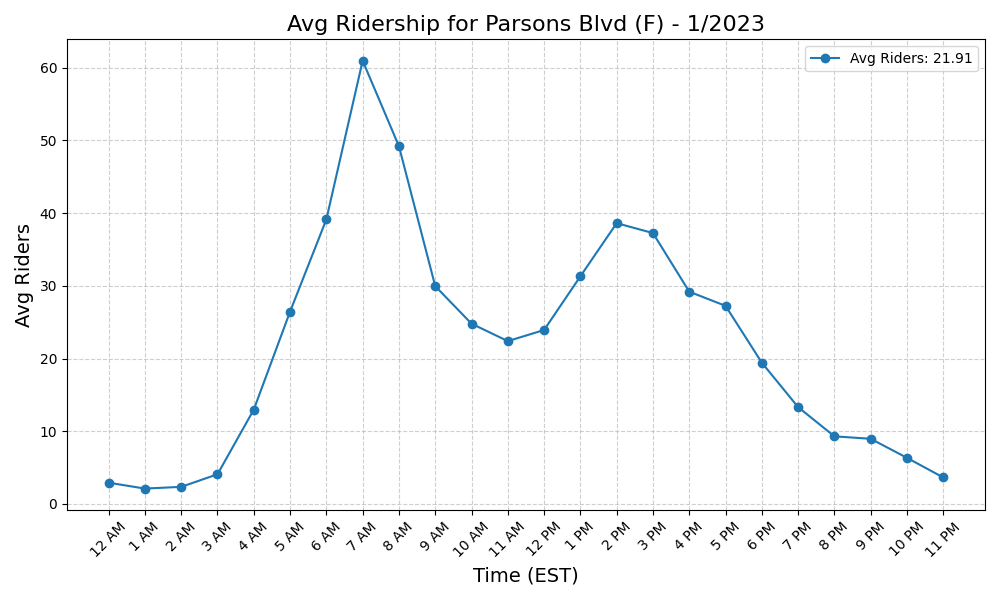 Avg Ridership for Parsons Blvd (F) - 1/2023
Avg Riders: 21.91
Avg Riders
60
50
40
30
20
10
0
12 AM
1 AM
2 AM
3 AM
4 AM
5 AM
6 AM
7 AM
8 AM
9 AM
10 AM
11 AM
12 PM
1 PM
2 PM
3 PM
4 PM
5 PM
6 PM
7 PM
8 PM
9 PM
10 PM
11 PM
Time (EST)